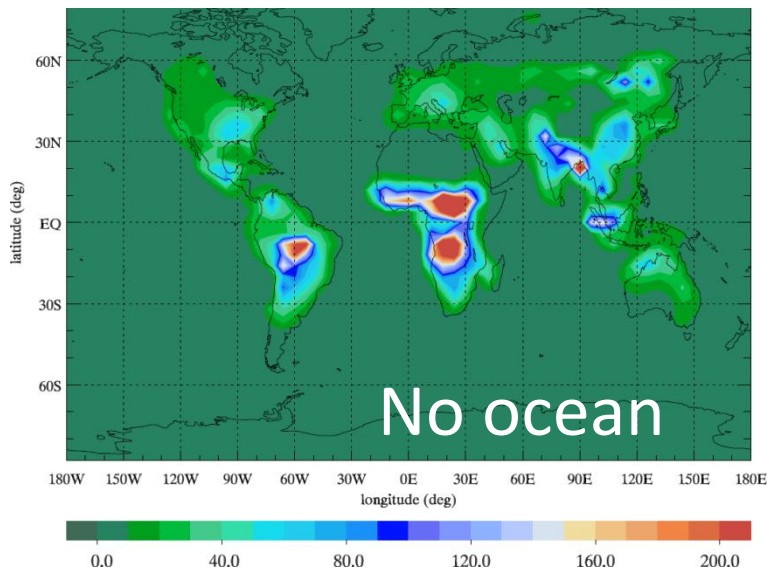 60N
30N
EQ
30S
60S
latitude (deg)
No ocean
180W 150W 120W 90W 60W 30W 0E 30E 60E 90E 120E 150E 180E
longitude (deg)
0.0 40.0 80.0 120.0 160.0 200.0